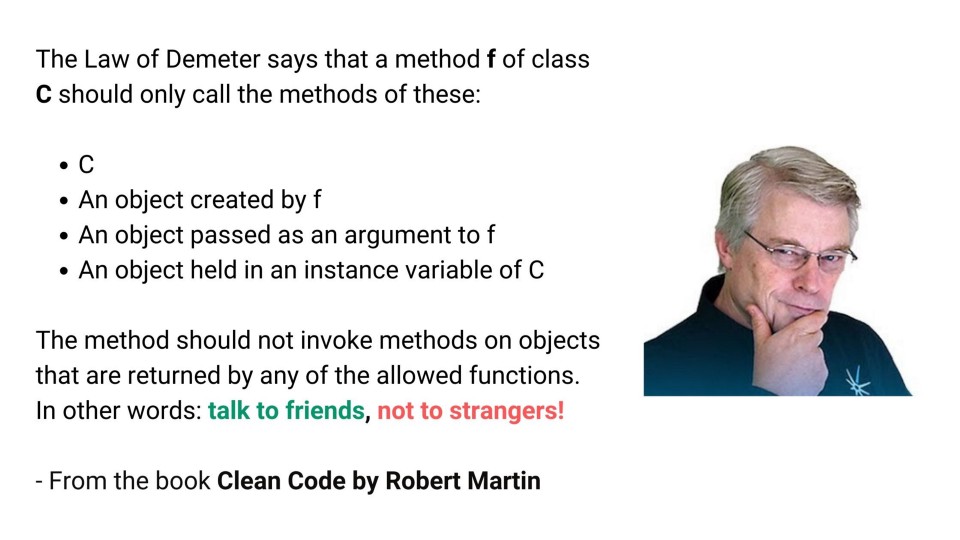 The Law of Demeter says that a method f of class
C should only call the methods of these:
• C
• An object created by f
• An object passed as an argument to f
• An object held in an instance variable of C
The method should not invoke methods on objects
that are returned by any of the allowed functions.
In other words: talk to friends, not to strangers!
- From the book Clean Code by Robert Martin